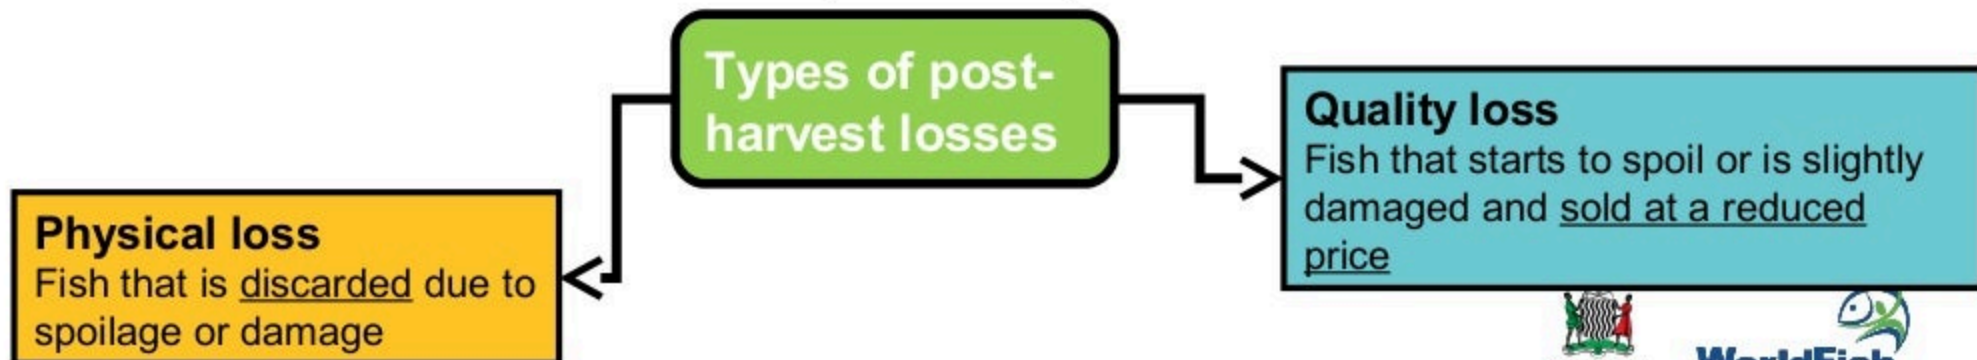 Types of post-
harvest losses
Physical loss
Fish that is discarded due to
spoilage or damage
Quality loss
Fish that starts to spoil or is slightly
damaged and sold at a reduced
price
WorldFish